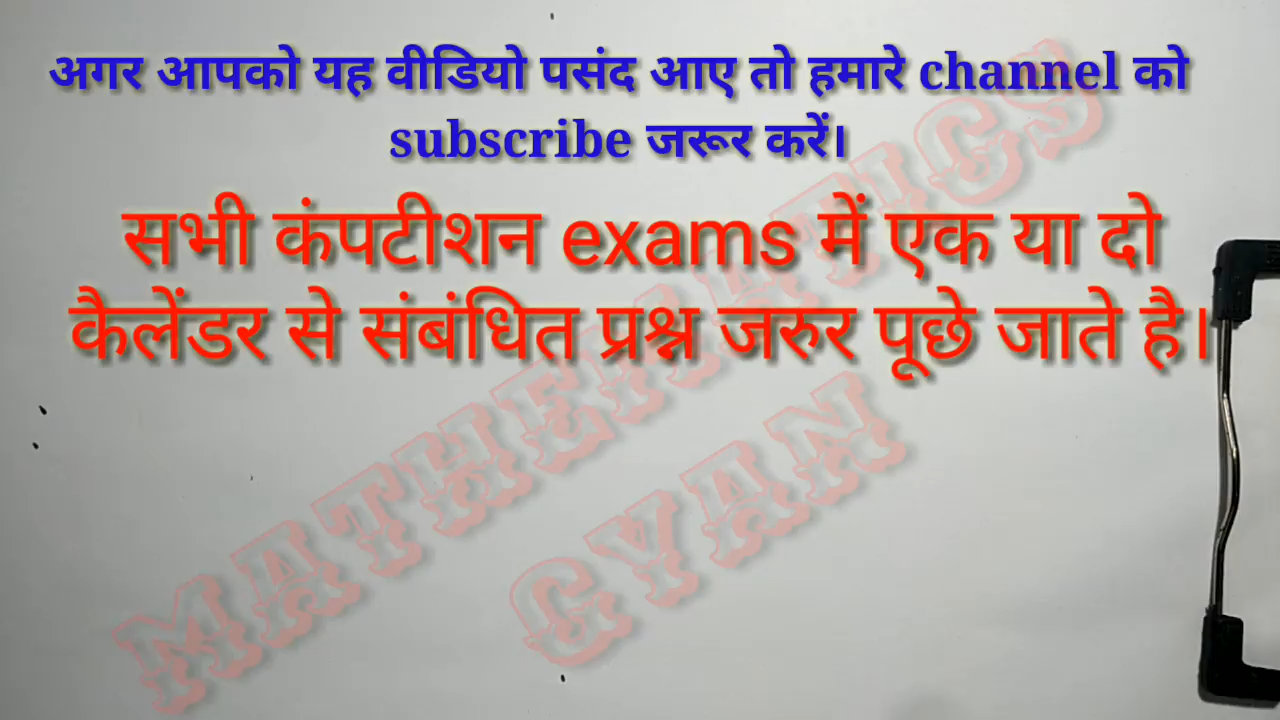 अगर आपको यह वीडियो पसंद आए तो हमारे channel को
subscribe जरूर करें।
सभी कंपटीशन exams में एक या दो
कैलेंडर से संबंधित प्रश्न जरुर पूछे जाते है।
MATHEMATICS
GYAN